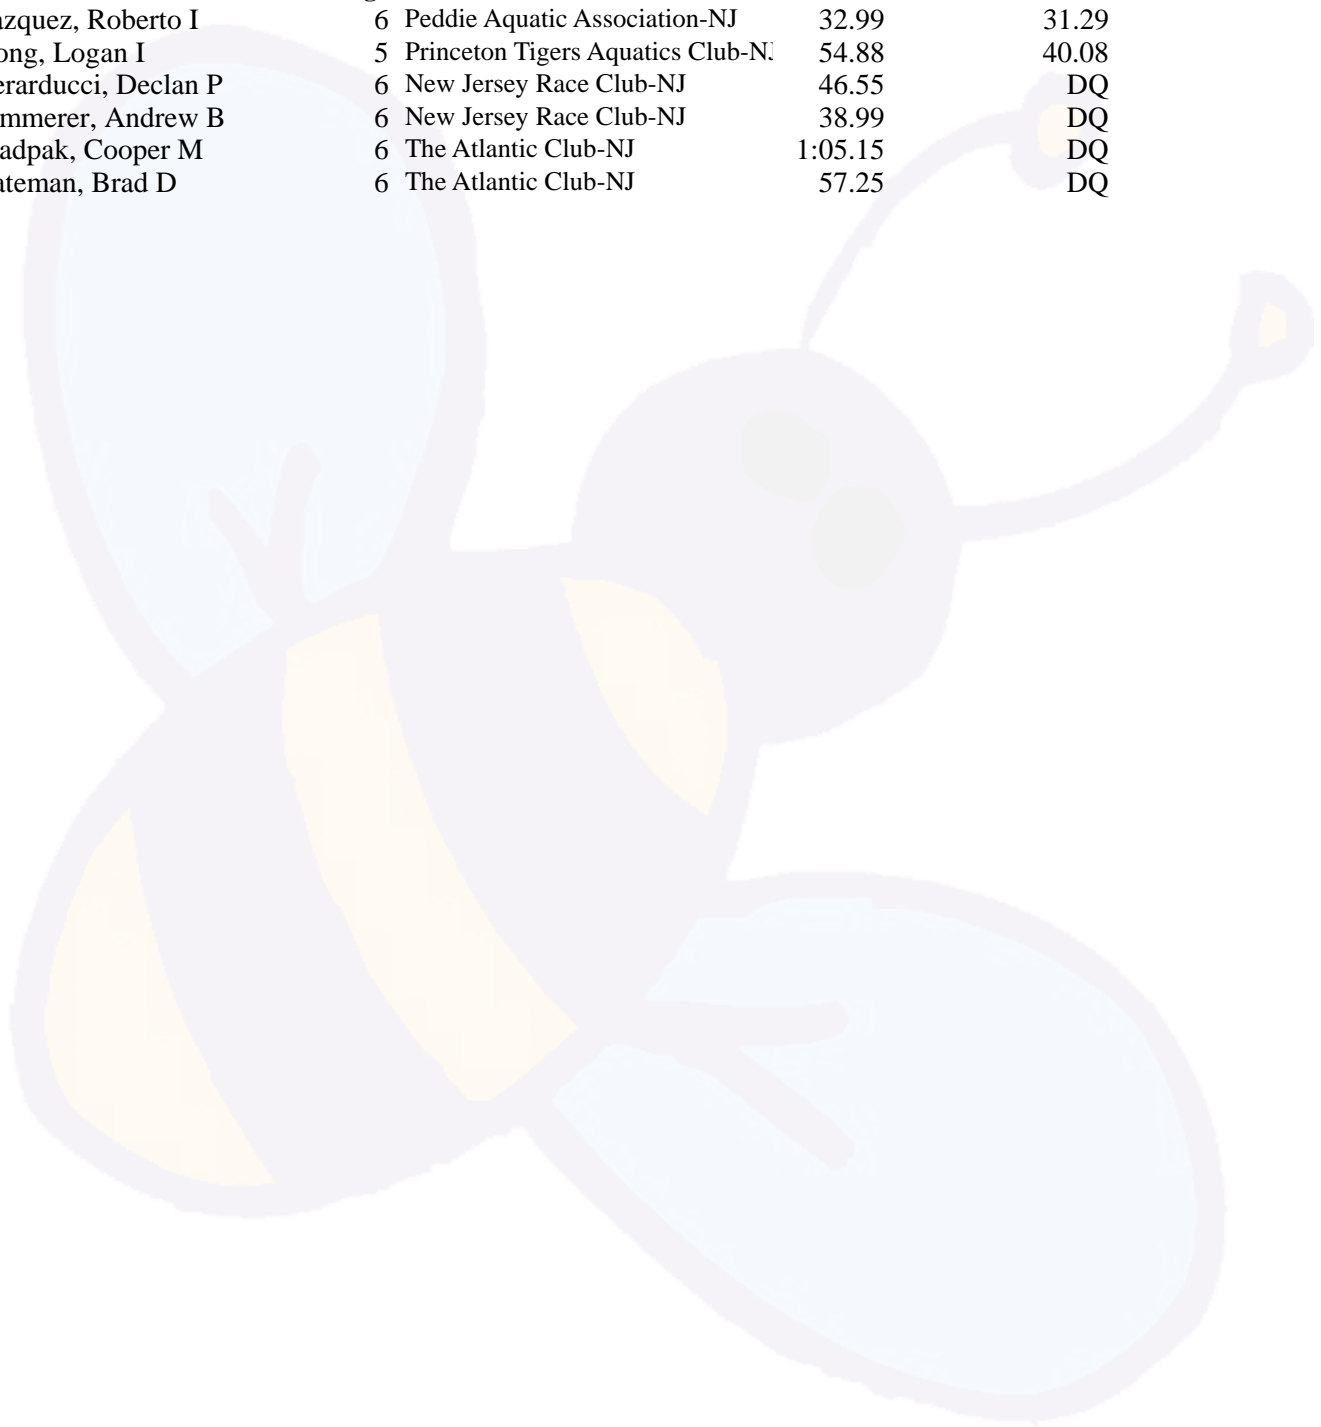 azquez, Roberto I 6 Peddie Aquatic Association-NJ 32.99 31.29
ong, Logan I 5 Princeton Tigers Aquatics Club-NJ 54.88 40.08
erarducci, Declan P 6 New Jersey Race Club-NJ 46.55 DQ
mmerer, Andrew B 6 New Jersey Race Club-NJ 38.99 DQ
adpak, Cooper M 6 The Atlantic Club-NJ 1:05.15 DQ
ateman, Brad D 6 The Atlantic Club-NJ 57.25 DQ